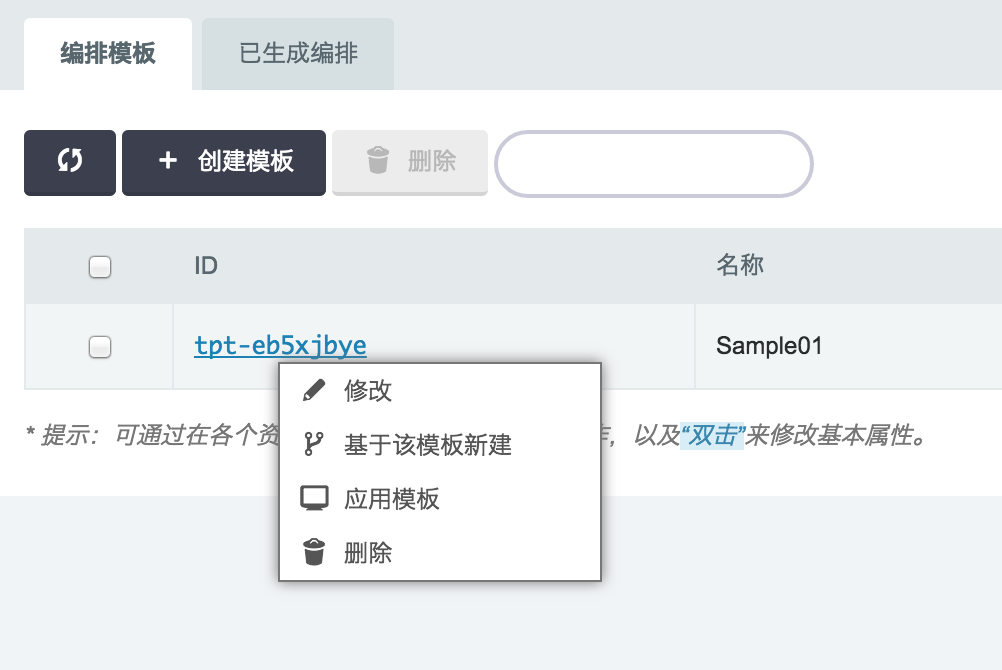 编排模板 已生成编排
创建模板 删除
ID 名称
tpt-eb5xjbye Sample01
修改
* 提示：可通过在各个资 ，以及“双击”来修改基本属性。
基于该模板新建
应用模板
删除